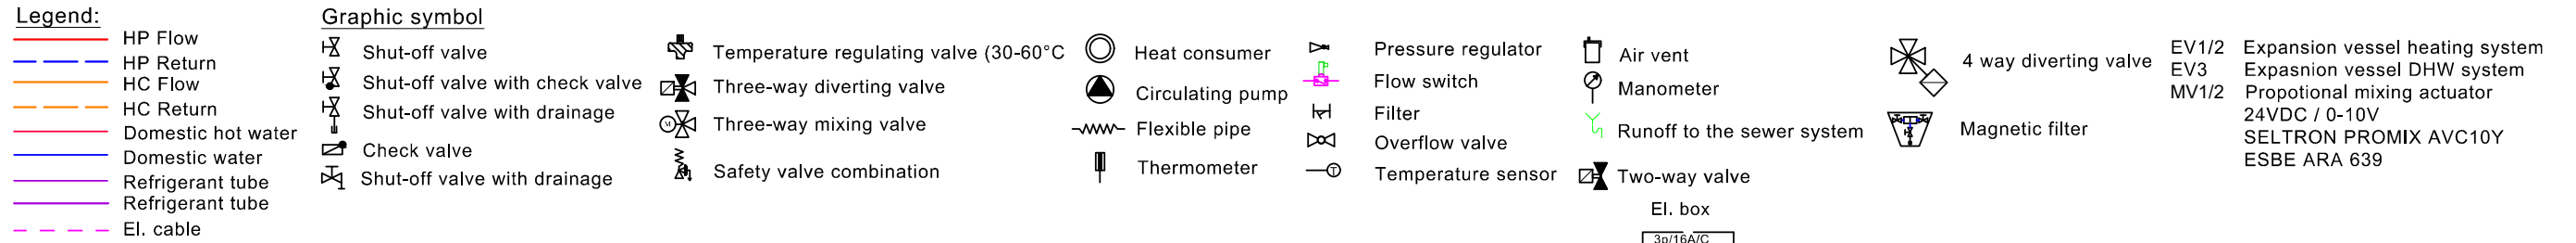 Legend:
HP Flow
HP Return
HC Flow
HC Return
Domestic hot water
Domestic water
Refrigerant tube
Refrigerant tube
El. cable
Graphic symbol
Shut-off valve
Shut-off valve with check valve
Shut-off valve with drainage
Check valve
Shut-off valve with drainage
Temperature regulating valve (30-60°C
Three-way diverting valve
M
Three-way mixing valve
Safety valve combination
Heat consumer
Circulating pump
Flexible pipe
Thermometer
Pressure regulator
Flow switch
Filter
Overflow valve
T
Temperature sensor
Air vent
Manometer
Runoff to the sewer system
Two-way valve
El. box
3p/16A/C
4 way diverting valve
Magnetic filter
EV1/2 Expansion vessel heating system
EV3 Expasnion vessel DHW system
MV1/2 Propotional mixing actuator
24VDC / 0-10V
SELTRON PROMIX AVC10Y
ESBE ARA 639